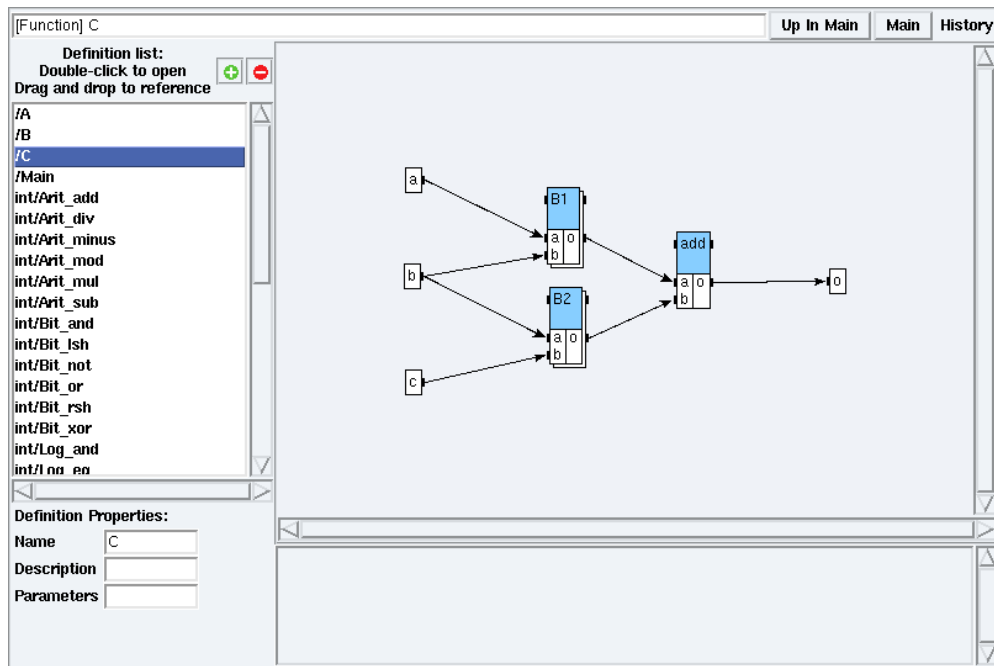 [Function] C
Up In Main
Main
History
Definition list:
Double-click to open
Drag and drop to reference
/A
/B
/C
/Main
int/Arit_add
int/Arit_div
int/Arit_minus
int/Arit_mod
int/Arit_mul
int/Arit_sub
int/Bit_and
int/Bit_lsh
int/Bit_not
int/Bit_or
int/Bit_rsh
int/Bit_xor
int/Log_and
int/Log_eq
a
b
c
B1
a o
b
B2
a o
b
add
a o
b
o
Definition Properties:
Name C
Description
Parameters